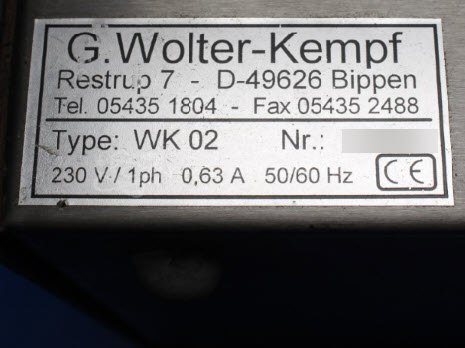 G.Wolter-Kempf
Restrup 7 - D-49626 Bippen
Tel. 05435 1804 - Fax 05435 2488
Type: WK 02 Nr.:
230 V / 1ph 0,63 A 50/60 Hz CE